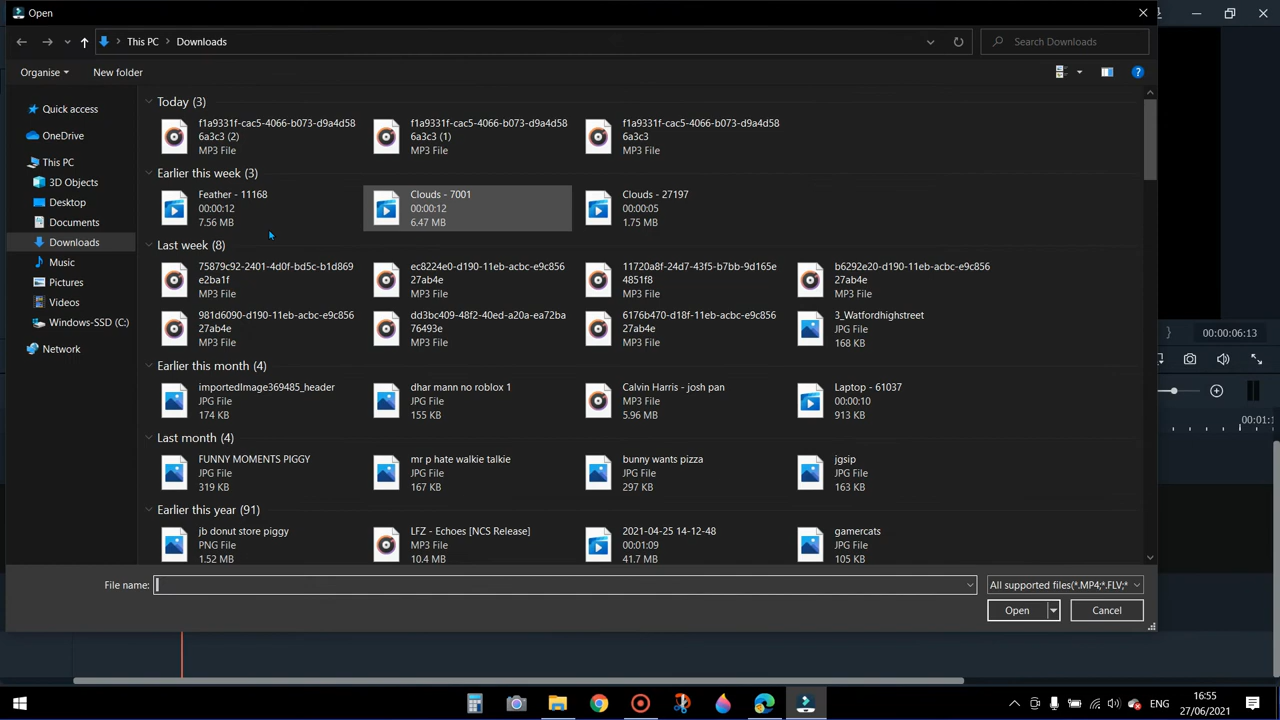 Open
This PC
Downloads
Search Downloads
Organise
New folder
Quick access
OneDrive
This PC
3D Objects
Desktop
Documents
Downloads
Music
Pictures
Videos
Windows-SSD (C:)
Network
Today (3)
f1a9331f-cac5-4066-b073-d9a4d58
6a3c3 (2)
MP3 File
f1a9331f-cac5-4066-b073-d9a4d58
6a3c3 (1)
MP3 File
f1a9331f-cac5-4066-b073-d9a4d58
6a3c3
MP3 File
Earlier this week (3)
Feather - 11168
00:00:12
7.56 MB
Clouds - 7001
00:00:12
6.47 MB
Clouds - 27197
00:00:05
1.75 MB
Last week (8)
75879c92-2401-4d0f-bd5c-b1d869
e2ba1f
MP3 File
ec8224e0-d190-11eb-acbc-e9c856
27ab4e
MP3 File
11720a8f-24d7-43f5-b7bb-9d165e
4851f8
MP3 File
b6292e20-d190-11eb-acbc-e9c856
27ab4e
MP3 File
981d6090-d190-11eb-acbc-e9c856
27ab4e
MP3 File
dd3bc409-48f2-40ed-a20a-ea72ba
76493e
MP3 File
6176b470-d18f-11eb-acbc-e9c856
27ab4e
MP3 File
3_Watfordhighstreet
JPG File
168 KB
Earlier this month (4)
importedImage369485_header
JPG File
174 KB
dhar mann no roblox 1
JPG File
155 KB
Calvin Harris - josh pan
MP3 File
5.96 MB
Laptop - 61037
00:00:10
913 KB
Last month (4)
FUNNY MOMENTS PIGGY
JPG File
319 KB
mr p hate walkie talkie
JPG File
167 KB
bunny wants pizza
JPG File
297 KB
jgsip
JPG File
163 KB
Earlier this year (91)
jb donut store piggy
PNG File
1.52 MB
LFZ - Echoes [NCS Release]
MP3 File
10.4 MB
2021-04-25 14-12-48
00:01:09
41.7 MB
gamercats
JPG File
105 KB
File name:
All supported files(*.MP4;*.FLV;*
Open
Cancel
00:00:06:13
00:01:1
ENG
16:55
27/06/2021